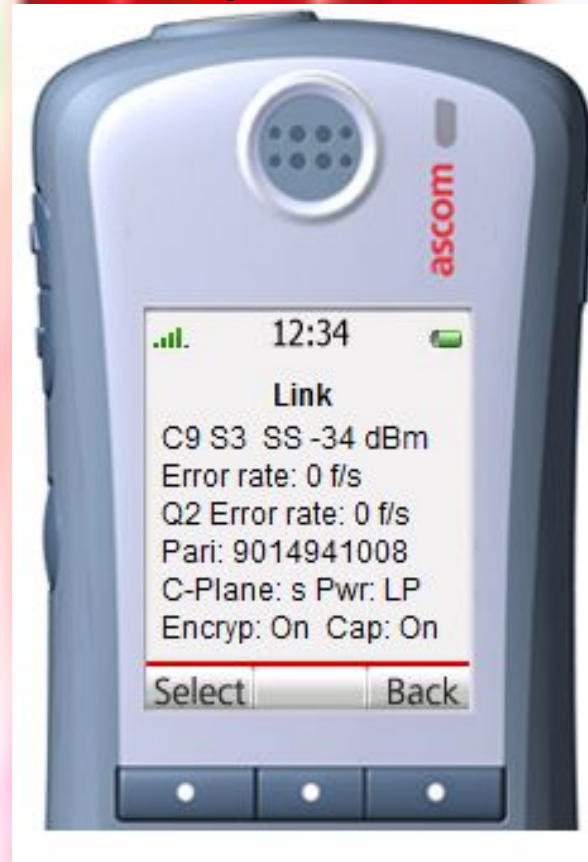 ascom
12:34
Link
C9 S3 SS -34 dBm
Error rate: 0 f/s
Q2 Error rate: 0 f/s
Pari: 9014941008
C-Plane: s Pwr: LP
Encryp: On Cap: On
Select Back